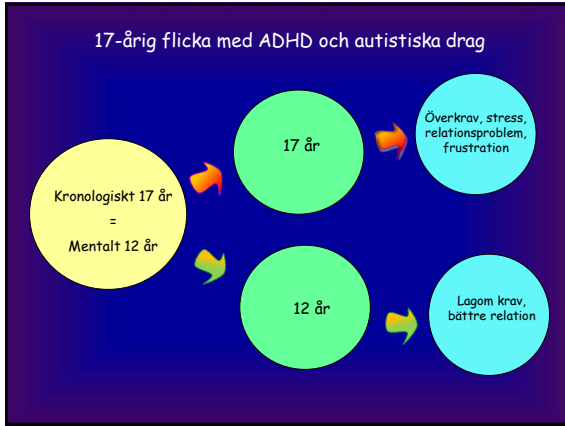 17-årig flicka med ADHD och autistiska drag
Kronologiskt 17 år
=
Mentalt 12 år
17 år
Överkrav, stress,
relationsproblem,
frustration
12 år
Lagom krav,
bättre relation